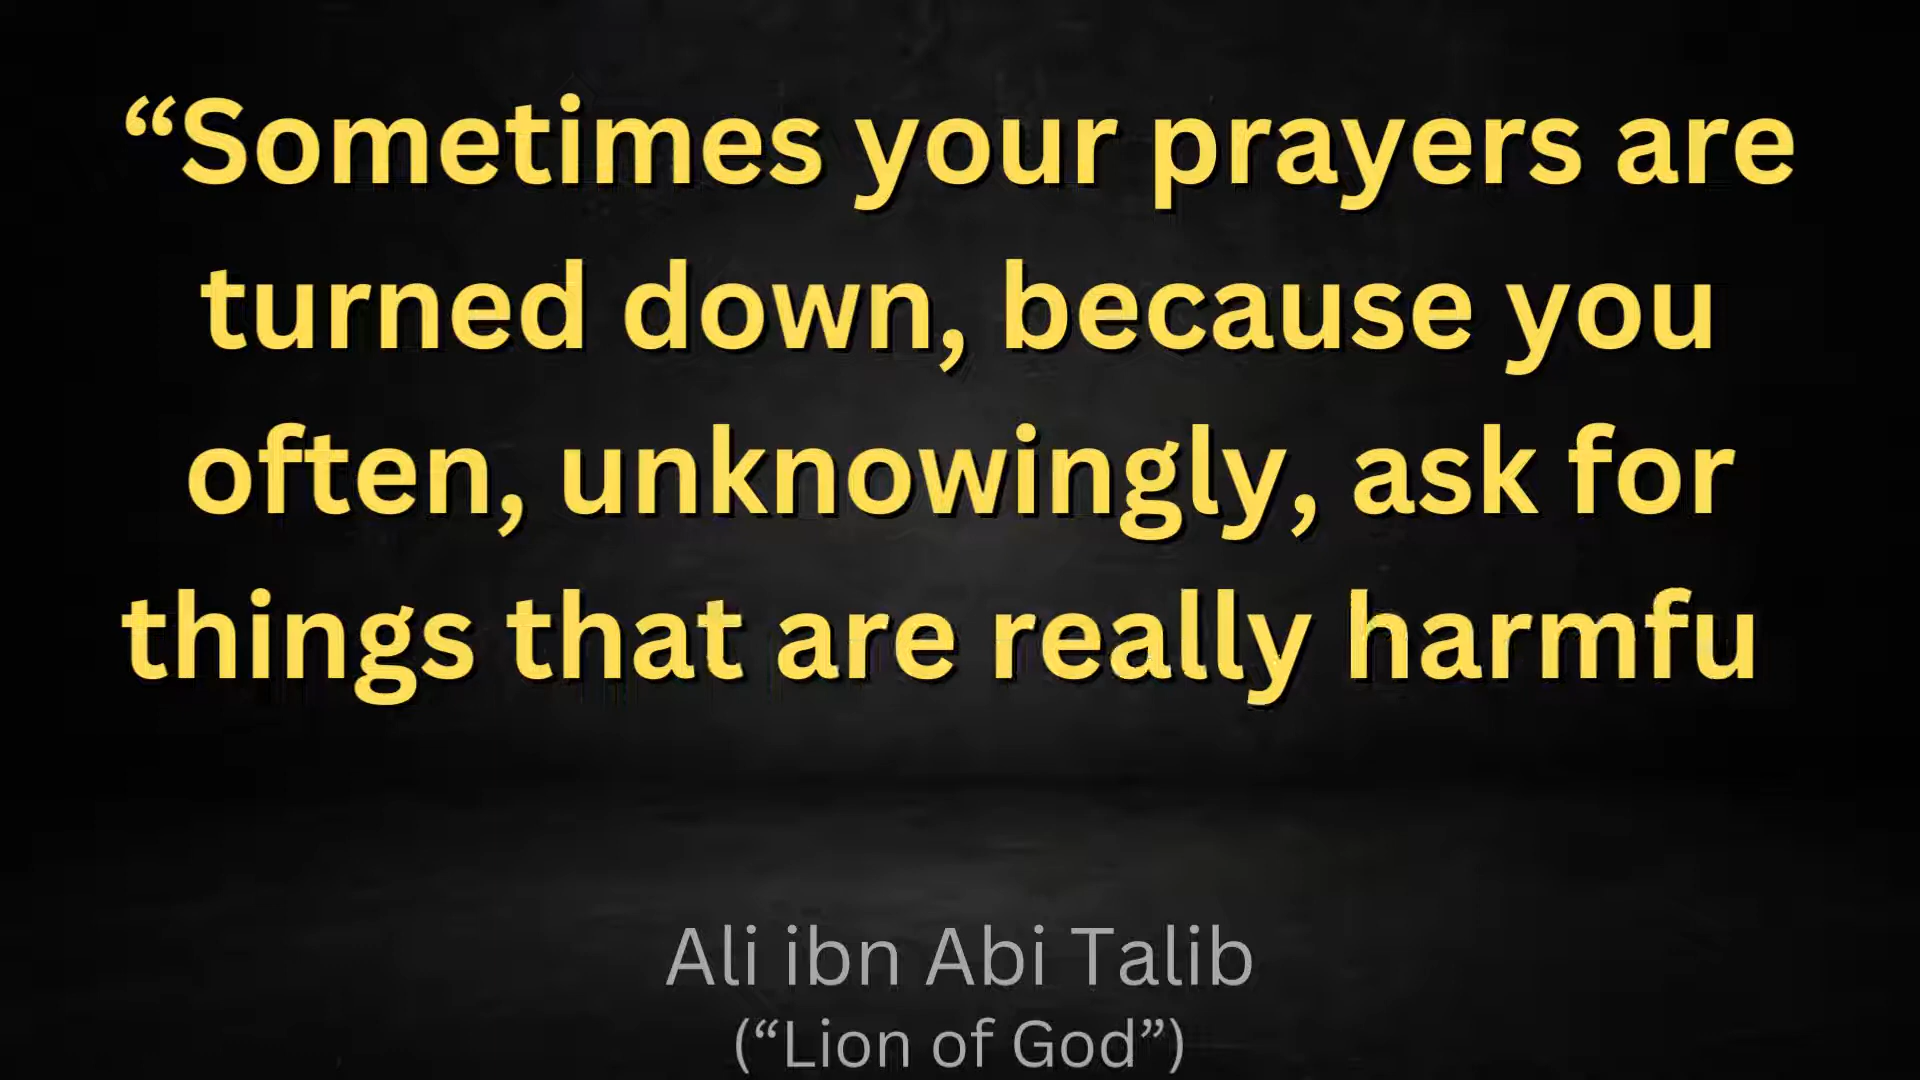 “Sometimes your prayers are
turned down, because you
often, unknowingly, ask for
things that are really harmfu
Ali ibn Abi Talib
(“Lion of God”)